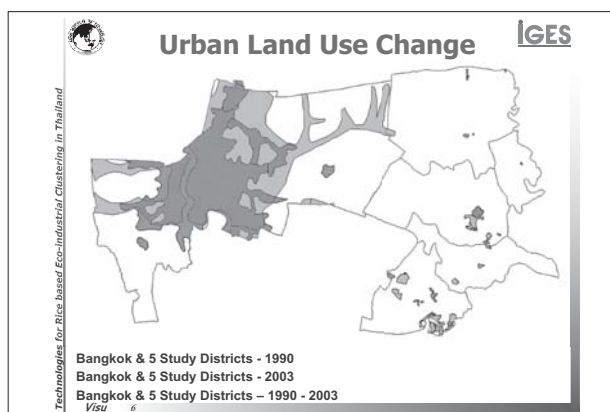 Urban Land Use Change
IGES
Technologies for Rice based Eco-industrial Clustering in Thailand
Bangkok & 5 Study Districts - 1990
Bangkok & 5 Study Districts - 2003
Bangkok & 5 Study Districts – 1990 - 2003
Visu 6